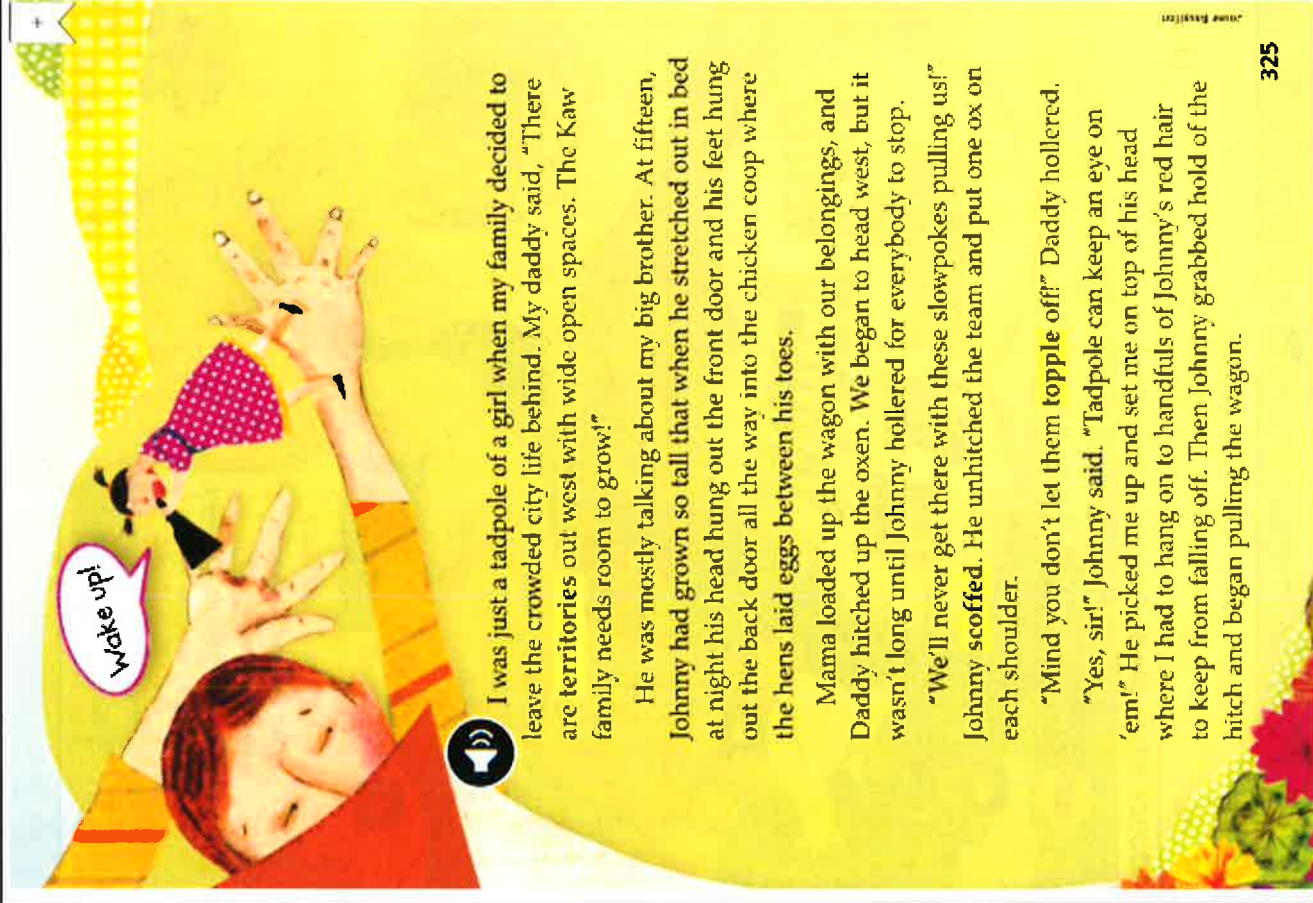 Wake up!
I was just a tadpole of a girl when my family decided to
leave the crowded city life behind. My daddy said, "There
are territories out west with wide open spaces. The Kaw
family needs room to grow!"
He was mostly talking about my big brother. At fifteen,
Johnny had grown so tall that when he stretched out in bed
at night his head hung out the front door and his feet hung
out the back door all the way into the chicken coop where
the hens laid eggs between his toes.
Mama loaded up the wagon with our belongings, and
Daddy hitched up the oxen. We began to head west, but it
wasn't long until Johnny hollered for everybody to stop.
"We'll never get there with these slowpokes pulling us!"
Johnny scoffed. He unhitched the team and put one ox on
each shoulder.
"Mind you don't let them topple off!" Daddy hollered.
"Yes, sir!" Johnny said. "Tadpole can keep an eye on
'em!" He picked me up and set me on top of his head
where I had to hang on to handfuls of Johnny's red hair
to keep from falling off. Then Johnny grabbed hold of the
hitch and began pulling the wagon.
325